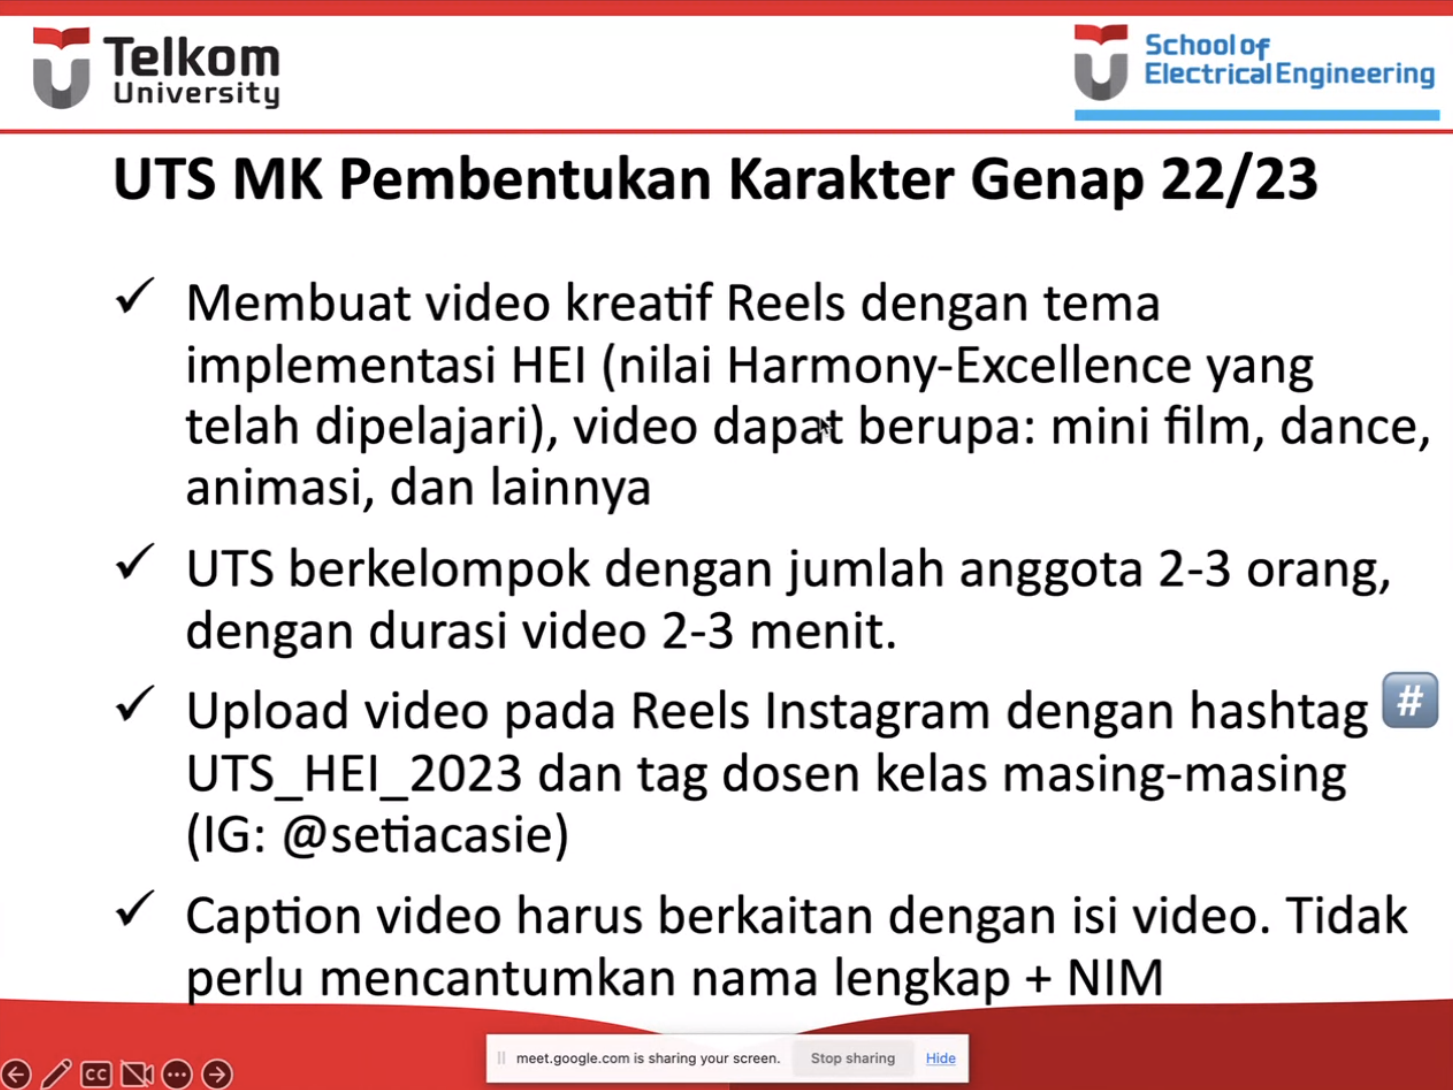 Telkom
University
School of
Electrical Engineering
UTS MK Pembentukan Karakter Genap 22/23
✓ Membuat video kreatif Reels dengan tema
implementasi HEI (nilai Harmony-Excellence yang
telah dipelajari), video dapat berupa: mini film, dance,
animasi, dan lainnya
✓ UTS berkelompok dengan jumlah anggota 2-3 orang,
dengan durasi video 2-3 menit.
✓ Upload video pada Reels Instagram dengan hashtag #
UTS_HEI_2023 dan tag dosen kelas masing-masing
(IG: @setiacasie)
✓ Caption video harus berkaitan dengan isi video. Tidak
perlu mencantumkan nama lengkap + NIM
meet.google.com is sharing your screen. Stop sharing Hide
CC